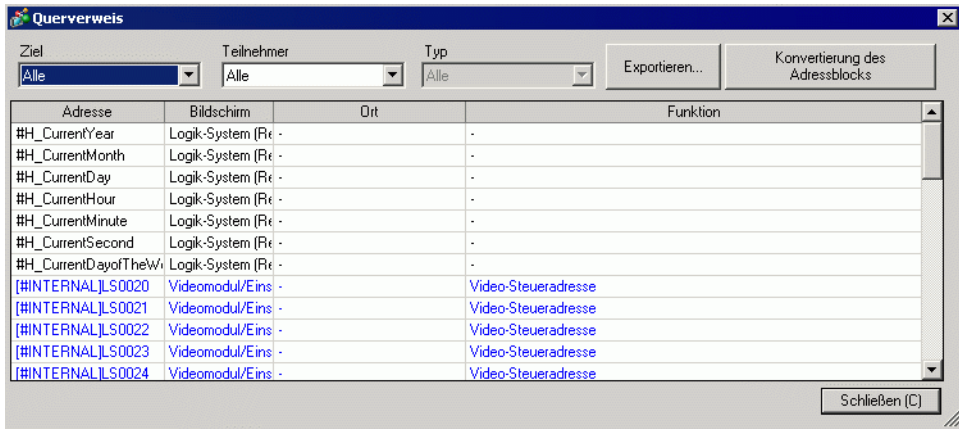 Querverweis
Ziel Teilnehmer Typ
Alle Alle Alle Exportieren... Konvertierung des Adressblocks
Adresse Bildschirm Ort Funktion
#H_CurrentYear Logik-System (Re - -
#H_CurrentMonth Logik-System (Re - -
#H_CurrentDay Logik-System (Re - -
#H_CurrentHour Logik-System (Re - -
#H_CurrentMinute Logik-System (Re - -
#H_CurrentSecond Logik-System (Re - -
#H_CurrentDayofTheW Logik-System (Re - -
[#INTERNAL]LS0020 Videomodul/Eins - Video-Steueradresse
[#INTERNAL]LS0021 Videomodul/Eins - Video-Steueradresse
[#INTERNAL]LS0022 Videomodul/Eins - Video-Steueradresse
[#INTERNAL]LS0023 Videomodul/Eins - Video-Steueradresse
[#INTERNAL]LS0024 Videomodul/Eins - Video-Steueradresse
Schließen (C)